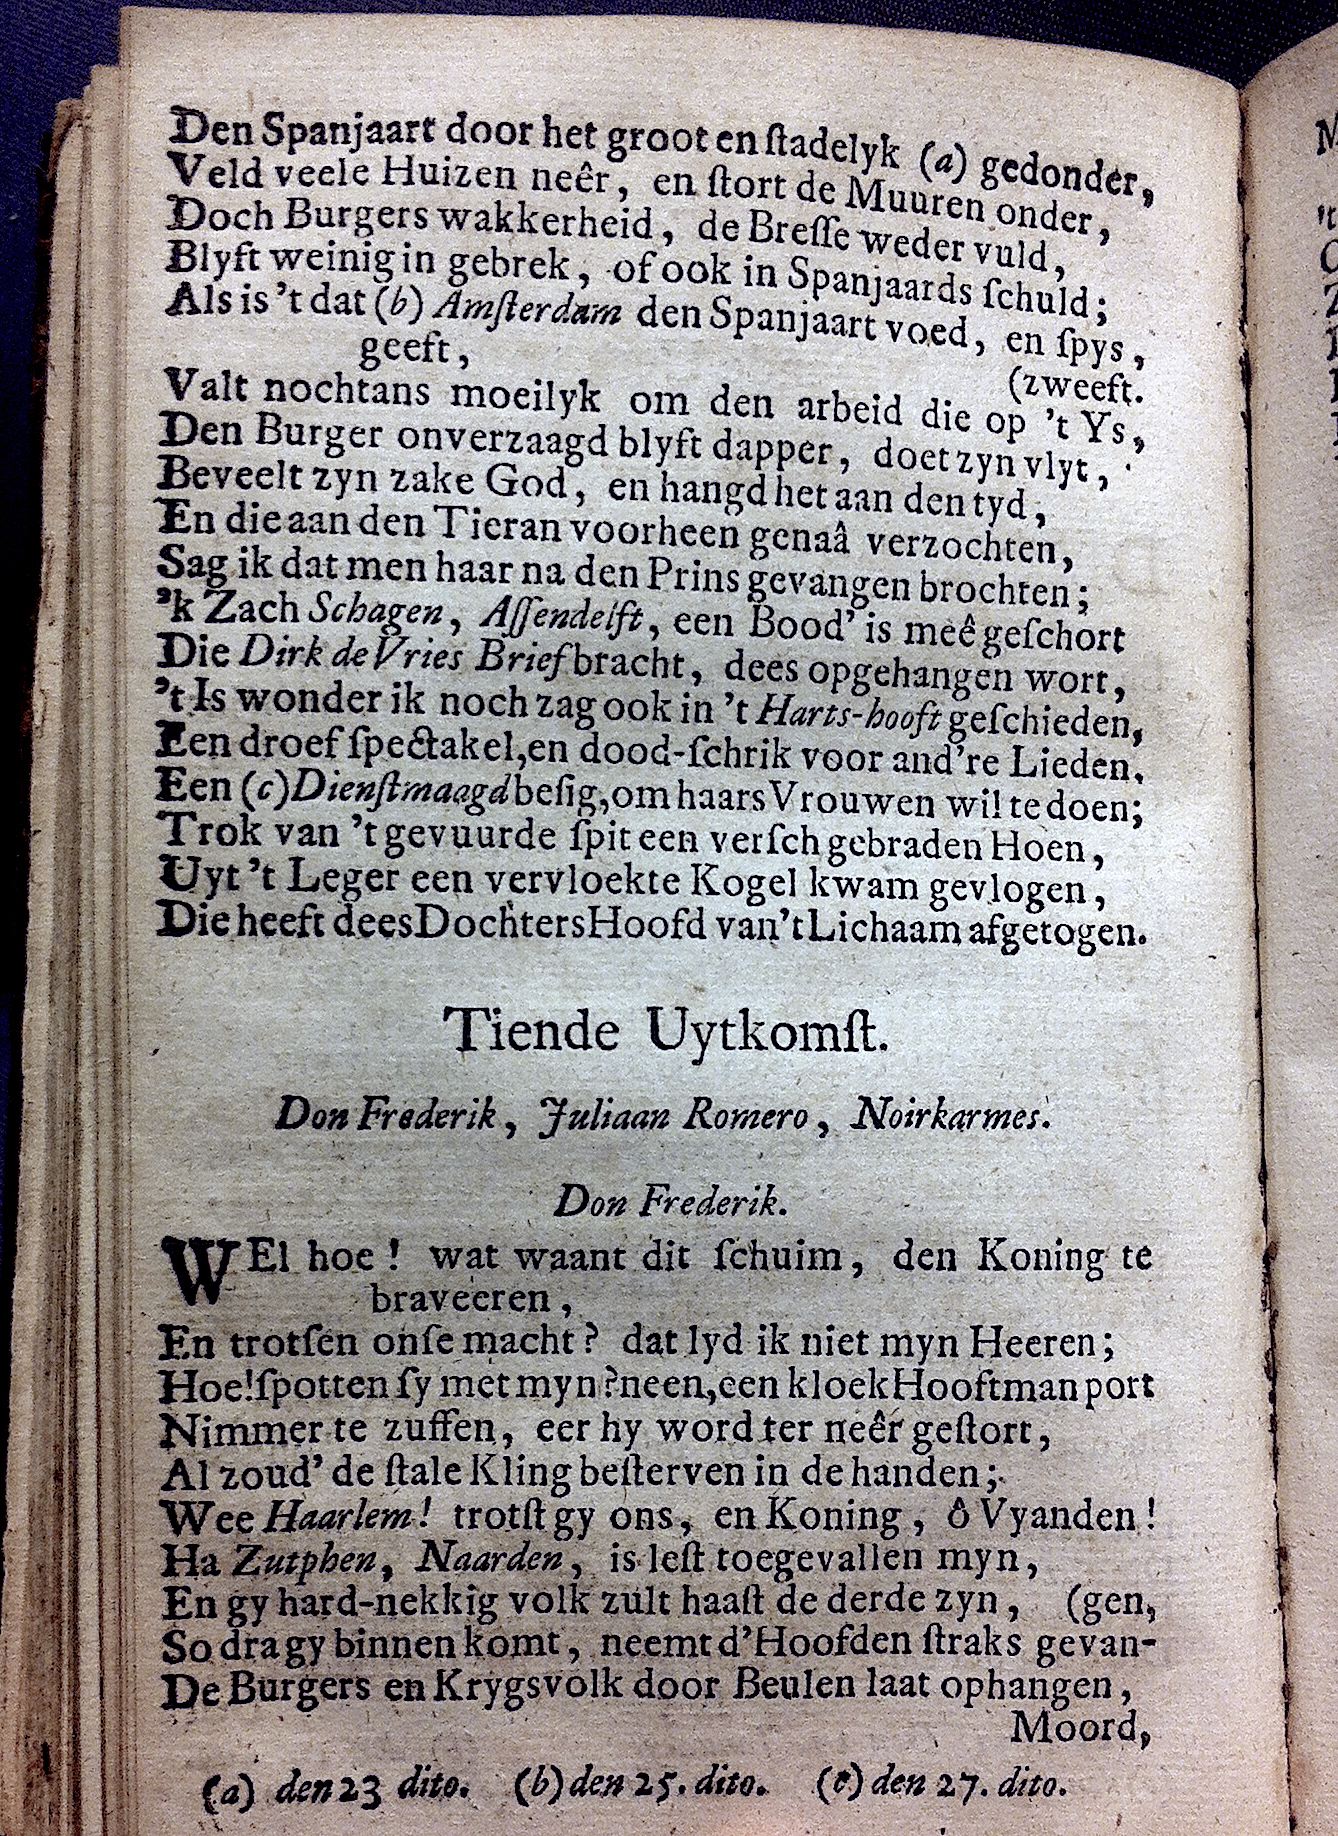 Den Spanjaart door het groot en ſtadelyk (a) gedonder,
Veld veele Huizen neêr, en ſtort de Muuren onder,
Doch Burgers wakkerheid, de Breſſe weder vuld,
Blyft weinig in gebrek, of ook in Spanjaards ſchuld;
Als is 't dat (b) Amſterdam den Spanjaart voed, en ſpys,
geeft,
(zweeft.
Valt nochtans moeilyk om den arbeid die op 't Ys,
Den Burger onverzaagd blyft dapper, doet zyn vlyt,
Beveelt zyn zake God, en hangd het aan den tyd,
En die aan den Tieran voorheen genaâ verzochten,
Sag ik dat men haar na den Prins gevangen brochten;
'k Zach Schagen, Aſſendelft, een Bood' is meê geſchort
Die Dirk de Vries Brief bracht, dees opgehangen wort,
't Is wonder ik noch zag ook in 't Harts-hooft geſchieden,
Een droef ſpectakel, en dood-ſchrik voor and're Lieden.
Een (c) Dienſtmaagd beſig, om haars Vrouwen wil te doen;
Trok van 't gevuurde ſpit een verſch gebraden Hoen,
Uyt 't Leger een vervloekte Kogel kwam gevlogen,
Die heeft dees Dochters Hoofd van 't Lichaam afgetogen.
Tiende Uytkomſt.
Don Frederik, Juliaan Romero, Noirkarmes.
Don Frederik.
WEl hoe! wat waant dit ſchuim, den Koning te
braveeren,
En trotſen onſe macht? dat lyd ik niet myn Heeren;
Hoe! ſpotten ſy met myn? neen, een kloek Hooftman port
Nimmer te zuffen, eer hy word ter neêr geſtort,
Al zoud' de ſtale Kling beſterven in de handen;
Wee Haarlem! trotſt gy ons, en Koning, ô Vyanden!
Ha Zutphen, Naarden, is leſt toegevallen myn,
En gy hard-nekkig volk zult haaſt de derde zyn, (gen,
So dra gy binnen komt, neemt d'Hoofden ſtraks gevan-
De Burgers en Krygsvolk door Beulen laat ophangen,
Moord,
(a) den 23 dito. (b) den 25. dito. (c) den 27. dito.